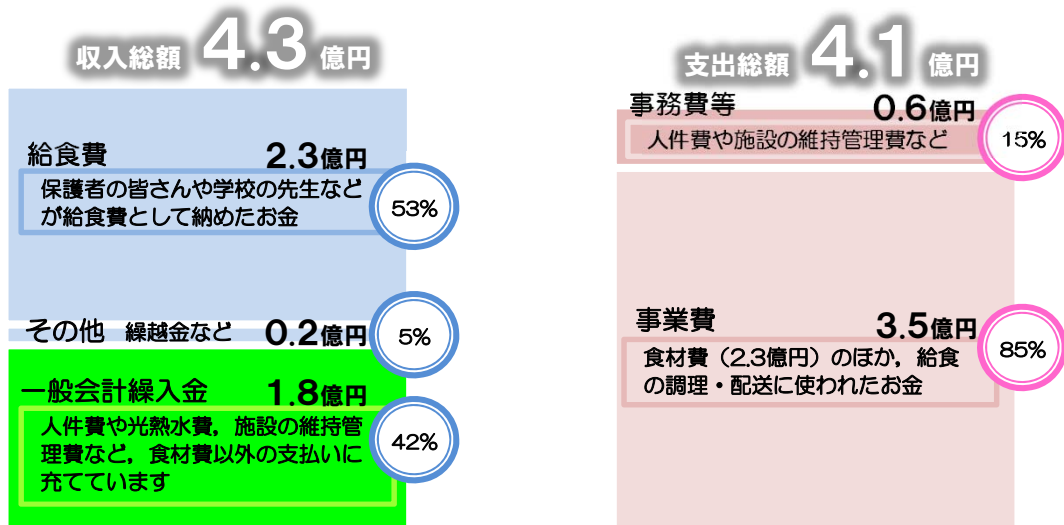 収入総額 4.3 億円
給食費 2.3億円
保護者の皆さんや学校の先生など
が給食費として納めたお金
53%
その他 繰越金など 0.2億円
5%
一般会計繰入金 1.8億円
人件費や光熱水費，施設の維持管
理費など，食材費以外の支払いに
充てています
42%
支出総額 4.1 億円
事務費等 0.6億円
人件費や施設の維持管理費など
15%
事業費 3.5億円
食材費（2.3億円）のほか，給食
の調理・配送に使われたお金
85%